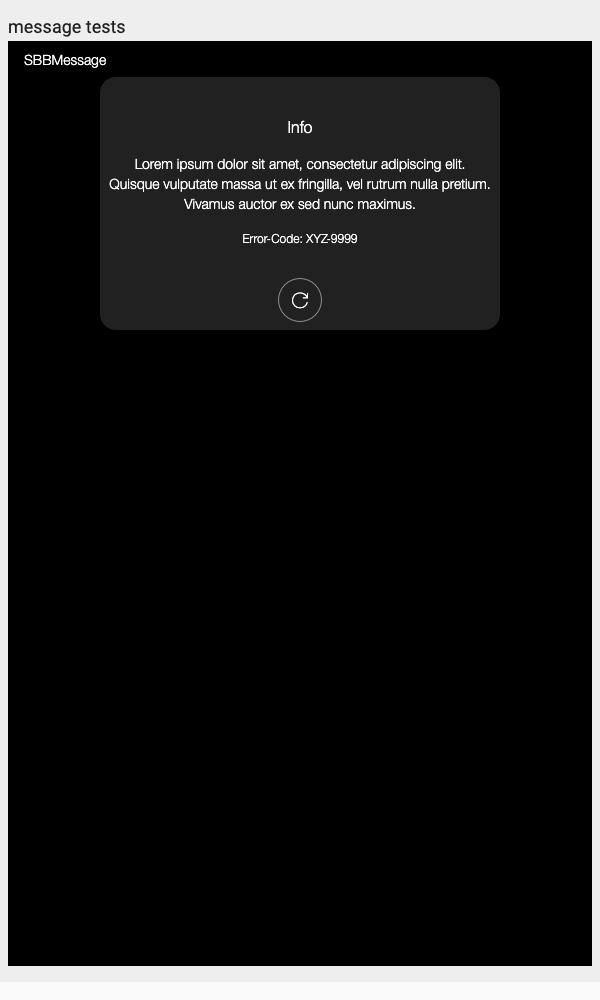 message tests
SBBMessage
Info
Lorem ipsum dolor sit amet, consectetur adipiscing elit.
Quisque vulputate massa ut ex fringilla, vel rutrum nulla pretium.
Vivamus auctor ex sed nunc maximus.
Error-Code: XYZ-9999